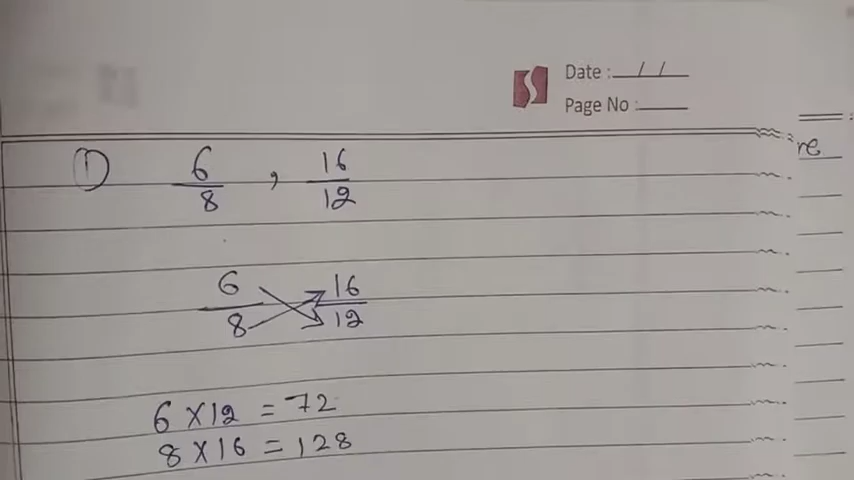 Date : / /
Page No :
re
① 6/8 , 16/12
6/8 16/12
6 × 12 = 72
8 × 16 = 128